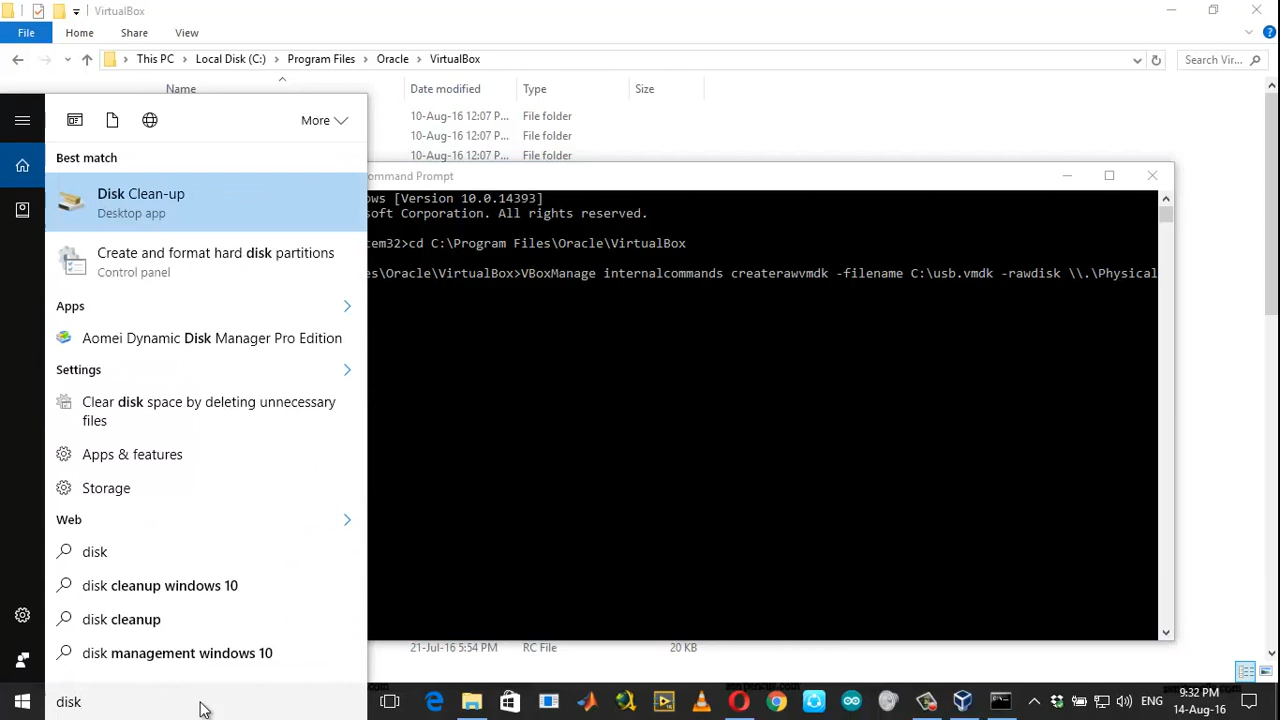 VirtualBox
File
Home
Share
View
This PC
Local Disk (C:)
Program Files
Oracle
VirtualBox
Search Vir...
Name
Date modified
Type
Size
10-Aug-16 12:07 P...
File folder
10-Aug-16 12:07 P...
File folder
10-Aug-16 12:07 P...
File folder
More
Best match
Disk Clean-up
Desktop app
Create and format hard disk partitions
Control panel
Apps
Aomei Dynamic Disk Manager Pro Edition
Settings
Clear disk space by deleting unnecessary
files
Apps & features
Storage
Web
disk
disk cleanup windows 10
disk cleanup
disk management windows 10
disk
ommand Prompt
ows [Version 10.0.14393]
soft Corporation. All rights reserved.
tem32>cd C:\Program Files\Oracle\VirtualBox
es\Oracle\VirtualBox>VBoxManage internalcommands createrawvmdk -filename C:\usb.vmdk -rawdisk \\.\Physical
21-Jul-16 5:54 PM
RC File
20 KB
ENG
9:32 PM
14-Aug-16